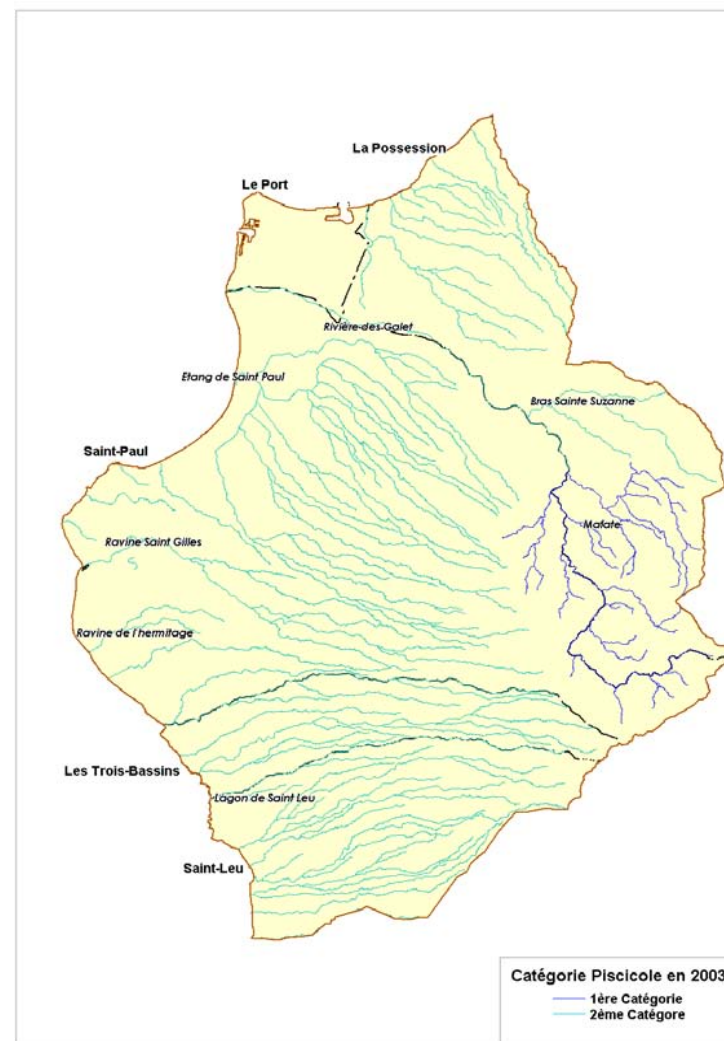 La Possession
Le Port
Rivière-des-Galet
Etang de Saint Paul
Bras Sainte Suzanne
Saint-Paul
Mafate
Ravine Saint Gilles
Ravine de l'hermitage
Les Trois-Bassins
Lagon de Saint Leu
Saint-Leu
Catégorie Piscicole en 2003
1ère Catégorie
2ème Catégore